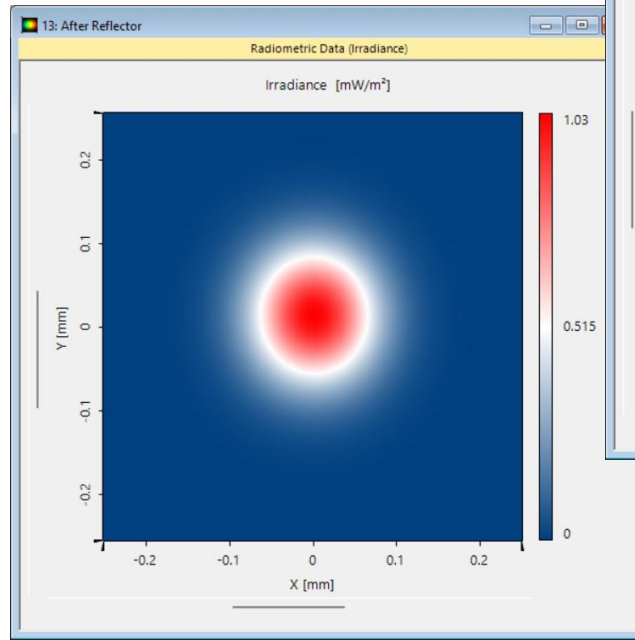 13: After Reflector
Radiometric Data (Irradiance)
Irradiance [mW/m²]
1.03
0.515
0
Y [mm]
0.2
0.1
0
-0.1
-0.2
-0.2
-0.1
0
0.1
0.2
X [mm]